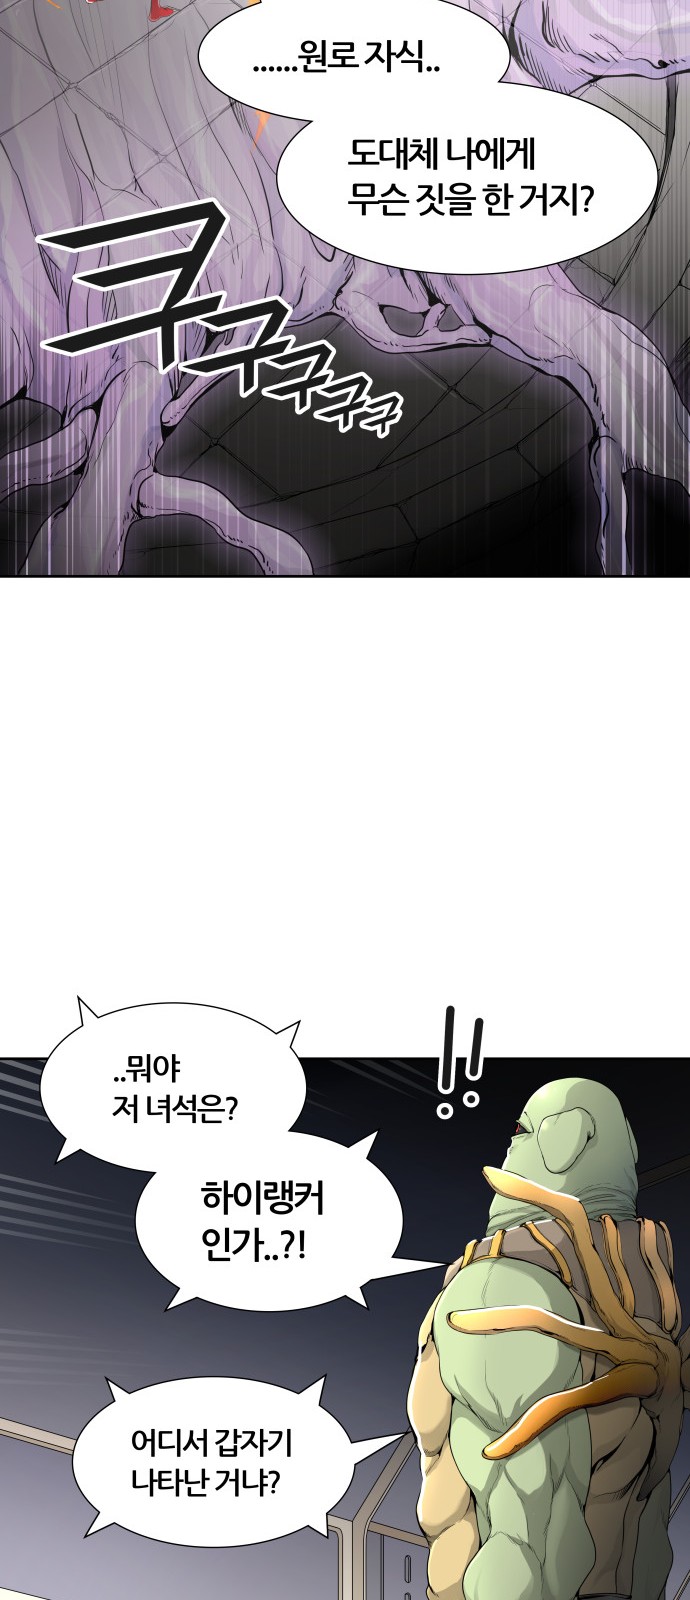 ......원로 자식..
도대체 나에게
무슨 짓을 한 거지?
쿠구구구구
..뭐야
저 녀석은?
하이랭커
인가..?!
어디서 갑자기
나타난 거냐?
!!